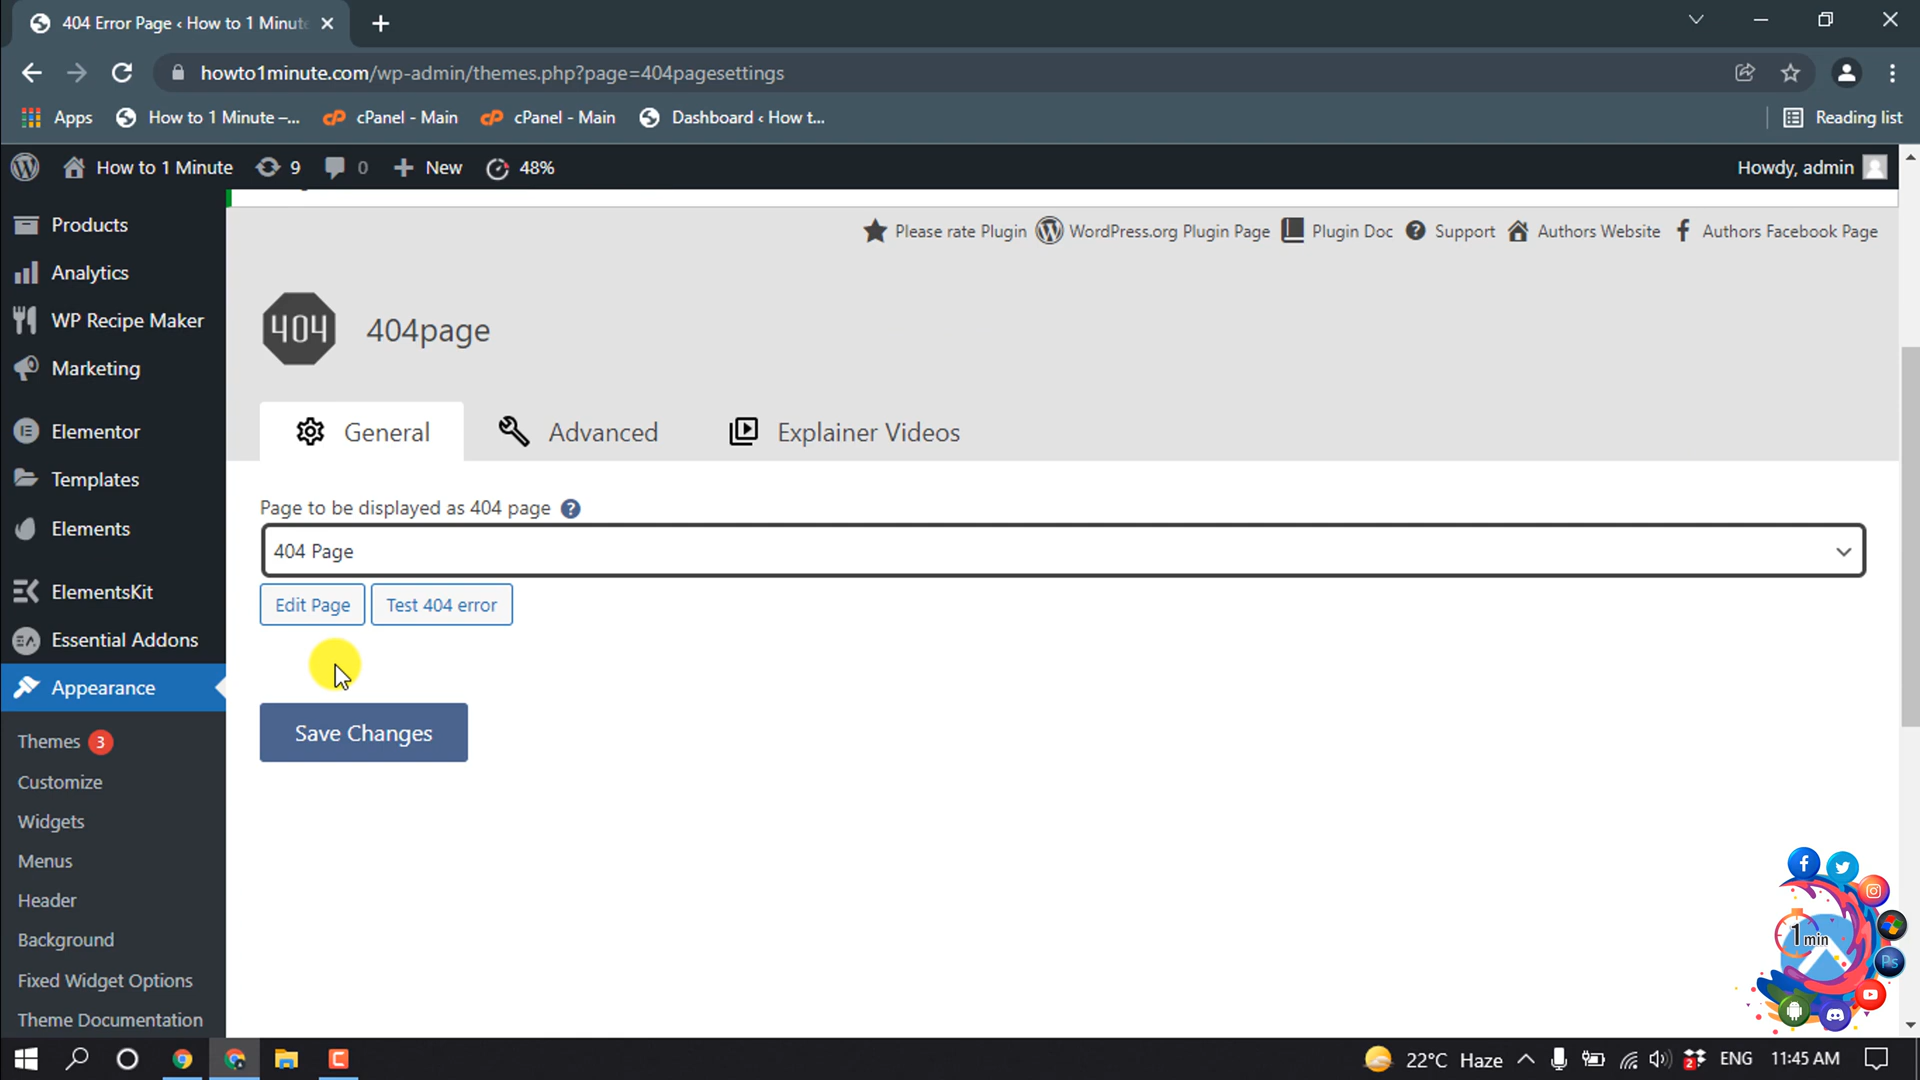 404 Error Page ‹ How to 1 Minute
howto1minute.com/wp-admin/themes.php?page=404pagesettings
Apps How to 1 Minute –... cPanel - Main cPanel - Main Dashboard ‹ How t... Reading list
How to 1 Minute 9 0 New 48% Howdy, admin
Please rate Plugin WordPress.org Plugin Page Plugin Doc Support Authors Website Authors Facebook Page
Products
Analytics
WP Recipe Maker
Marketing
Elementor
Templates
Elements
ElementsKit
Essential Addons
Appearance
Themes 3
Customize
Widgets
Menus
Header
Background
Fixed Widget Options
Theme Documentation
404 404page
General Advanced Explainer Videos
Page to be displayed as 404 page ?
404 Page
Edit Page Test 404 error
Save Changes
1 min
Ps
22°C Haze 2 ENG 11:45 AM